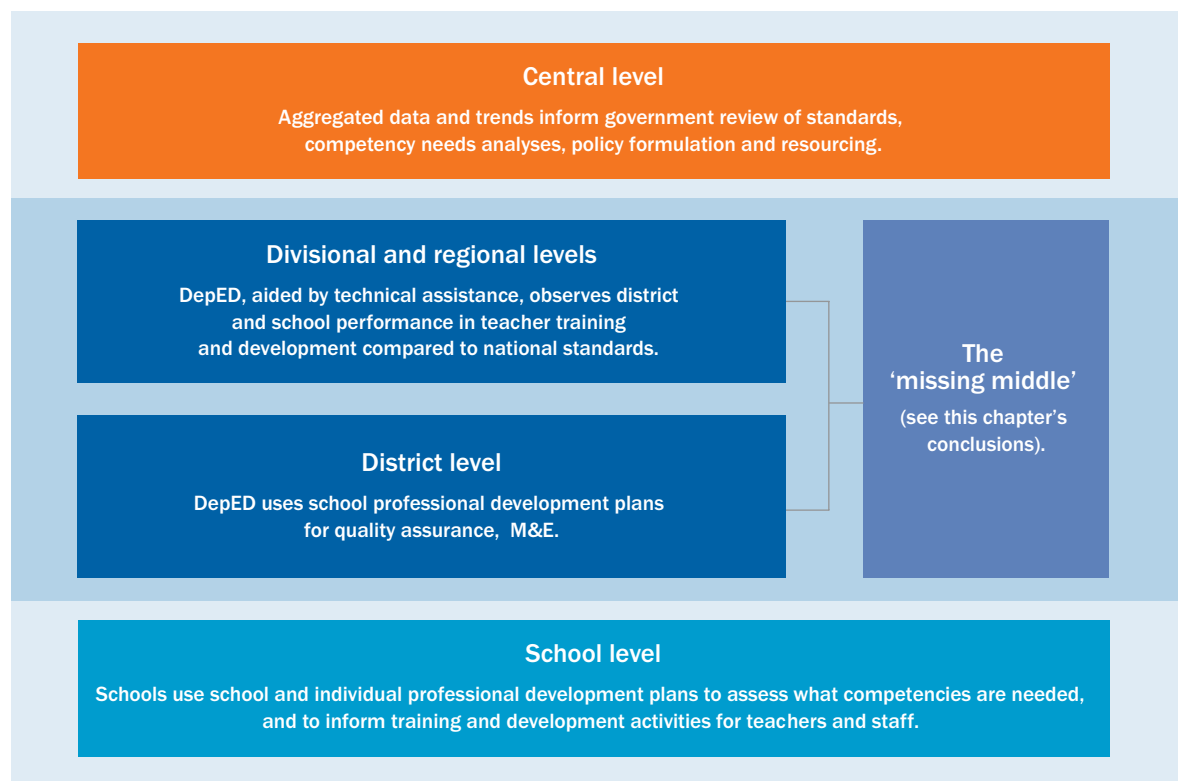 Central level
Aggregated data and trends inform government review of standards,
competency needs analyses, policy formulation and resourcing.
Divisional and regional levels
DepED, aided by technical assistance, observes district
and school performance in teacher training
and development compared to national standards.
District level
DepED uses school professional development plans
for quality assurance, M&E.
The
‘missing middle’
(see this chapter’s
conclusions).
School level
Schools use school and individual professional development plans to assess what competencies are needed,
and to inform training and development activities for teachers and staff.